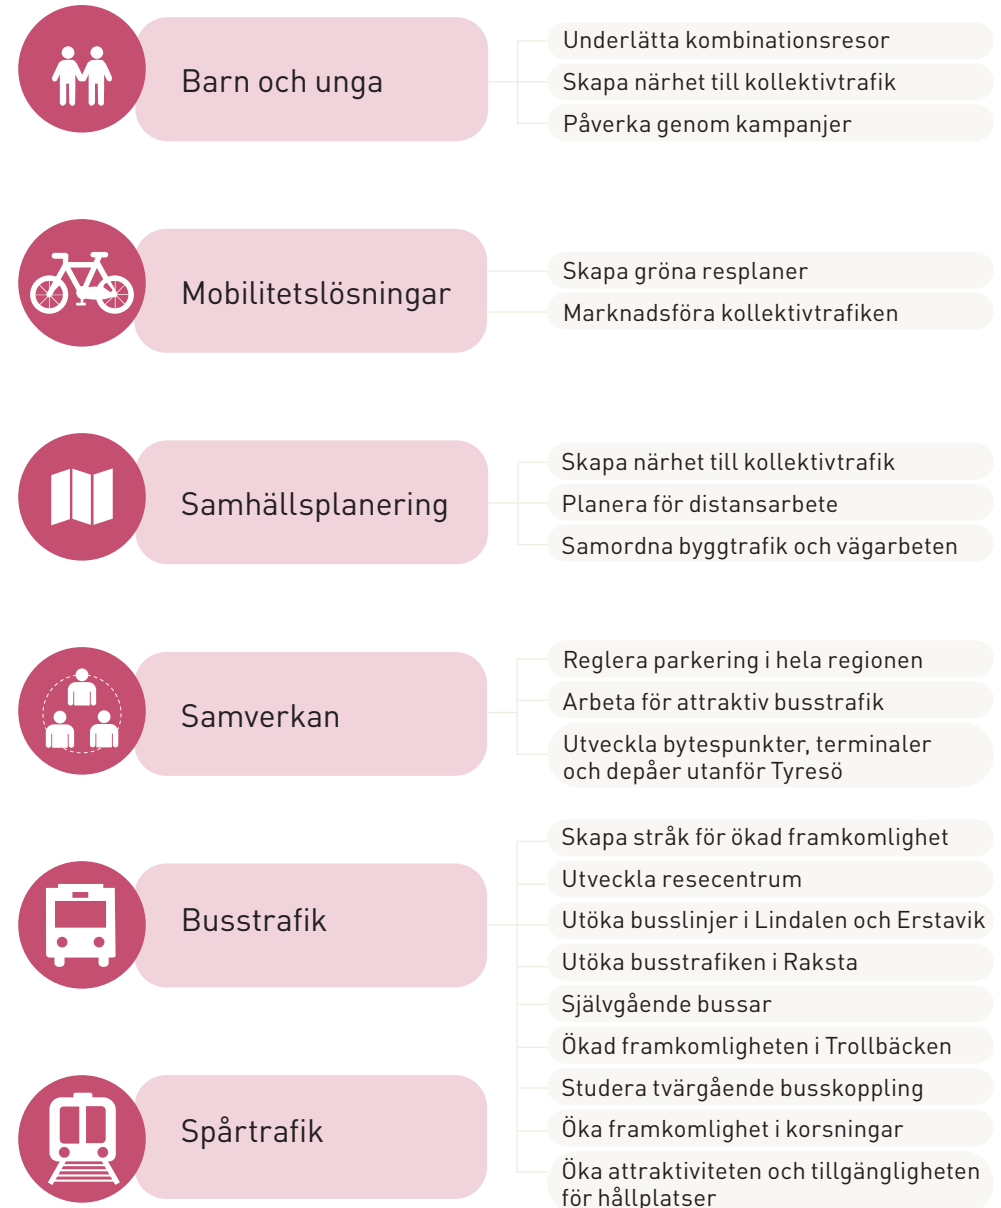 Barn och unga
Underlätta kombinationsresor
Skapa närhet till kollektivtrafik
Påverka genom kampanjer
Mobilitetslösningar
Skapa gröna resplaner
Marknadsföra kollektivtrafiken
Samhällsplanering
Skapa närhet till kollektivtrafik
Planera för distansarbete
Samordna byggtrafik och vägarbeten
Samverkan
Reglera parkering i hela regionen
Arbeta för attraktiv busstrafik
Utveckla bytespunkter, terminaler
och depåer utanför Tyresö
Busstrafik
Skapa stråk för ökad framkomlighet
Utveckla resecentrum
Utöka busslinjer i Lindalen och Erstavik
Utöka busstrafiken i Raksta
Självgående bussar
Ökad framkomligheten i Trollbäcken
Studera tvärgående busskoppling
Öka framkomlighet i korsningar
Öka attraktiviteten och tillgängligheten
för hållplatser
Spårtrafik